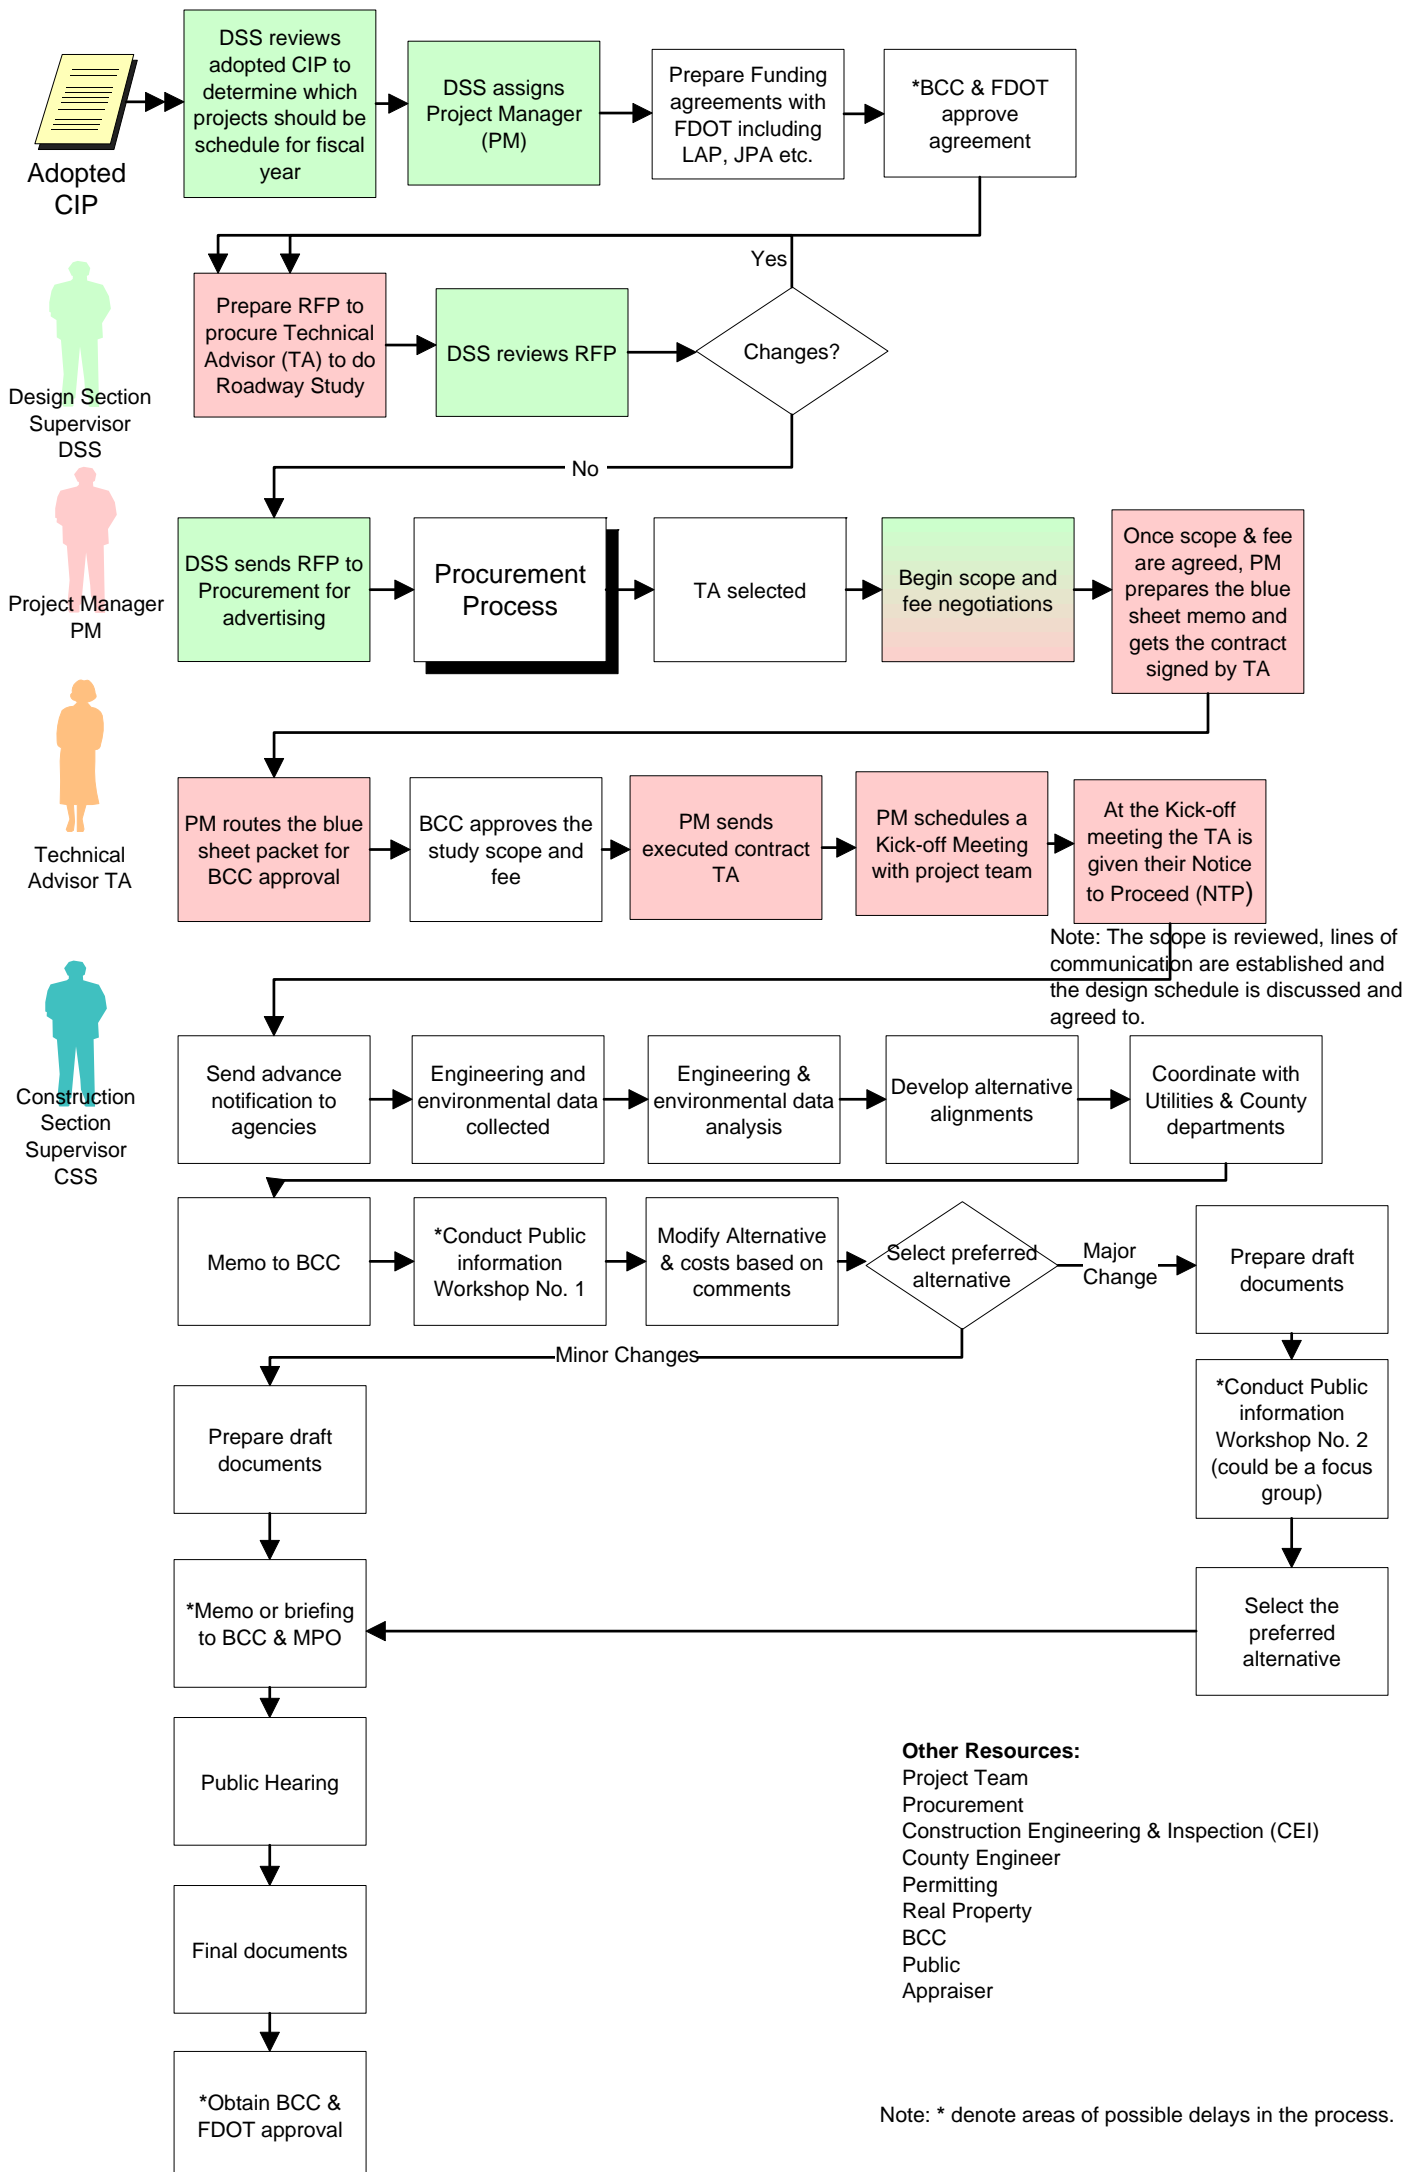 DSS reviews
adopted CIP to
determine which
projects should be
schedule for fiscal
year
DSS assigns
Project Manager
(PM)
Prepare Funding
agreements with
FDOT including
LAP, JPA etc.
*BCC & FDOT
approve
agreement
Adopted
CIP
Yes
Prepare RFP to
procure Technical
Advisor (TA) to do
Roadway Study
DSS reviews RFP
Changes?
Design Section
Supervisor
DSS
No
DSS sends RFP to
Procurement for
advertising
Procurement
Process
TA selected
Begin scope and
fee negotiations
Once scope & fee
are agreed, PM
prepares the blue
sheet memo and
gets the contract
signed by TA
Project Manager
PM
PM routes the blue
sheet packet for
BCC approval
BCC approves the
study scope and
fee
PM sends
executed contract
TA
PM schedules a
Kick-off Meeting
with project team
At the Kick-off
meeting the TA is
given their Notice
to Proceed (NTP)
Technical
Advisor TA
Note: The scope is reviewed, lines of
communication are established and
the design schedule is discussed and
agreed to.
Send advance
notification to
agencies
Engineering and
environmental data
collected
Engineering &
environmental data
analysis
Develop alternative
alignments
Coordinate with
Utilities & County
departments
Construction
Section
Supervisor
CSS
Memo to BCC
*Conduct Public
information
Workshop No. 1
Modify Alternative
& costs based on
comments
Select preferred
alternative
Major
Change
Prepare draft
documents
Minor Changes
Prepare draft
documents
*Conduct Public
information
Workshop No. 2
(could be a focus
group)
*Memo or briefing
to BCC & MPO
Select the
preferred
alternative
Public Hearing
Other Resources:
Project Team
Procurement
Construction Engineering & Inspection (CEI)
County Engineer
Permitting
Real Property
BCC
Public
Appraiser
Final documents
*Obtain BCC &
FDOT approval
Note: * denote areas of possible delays in the process.